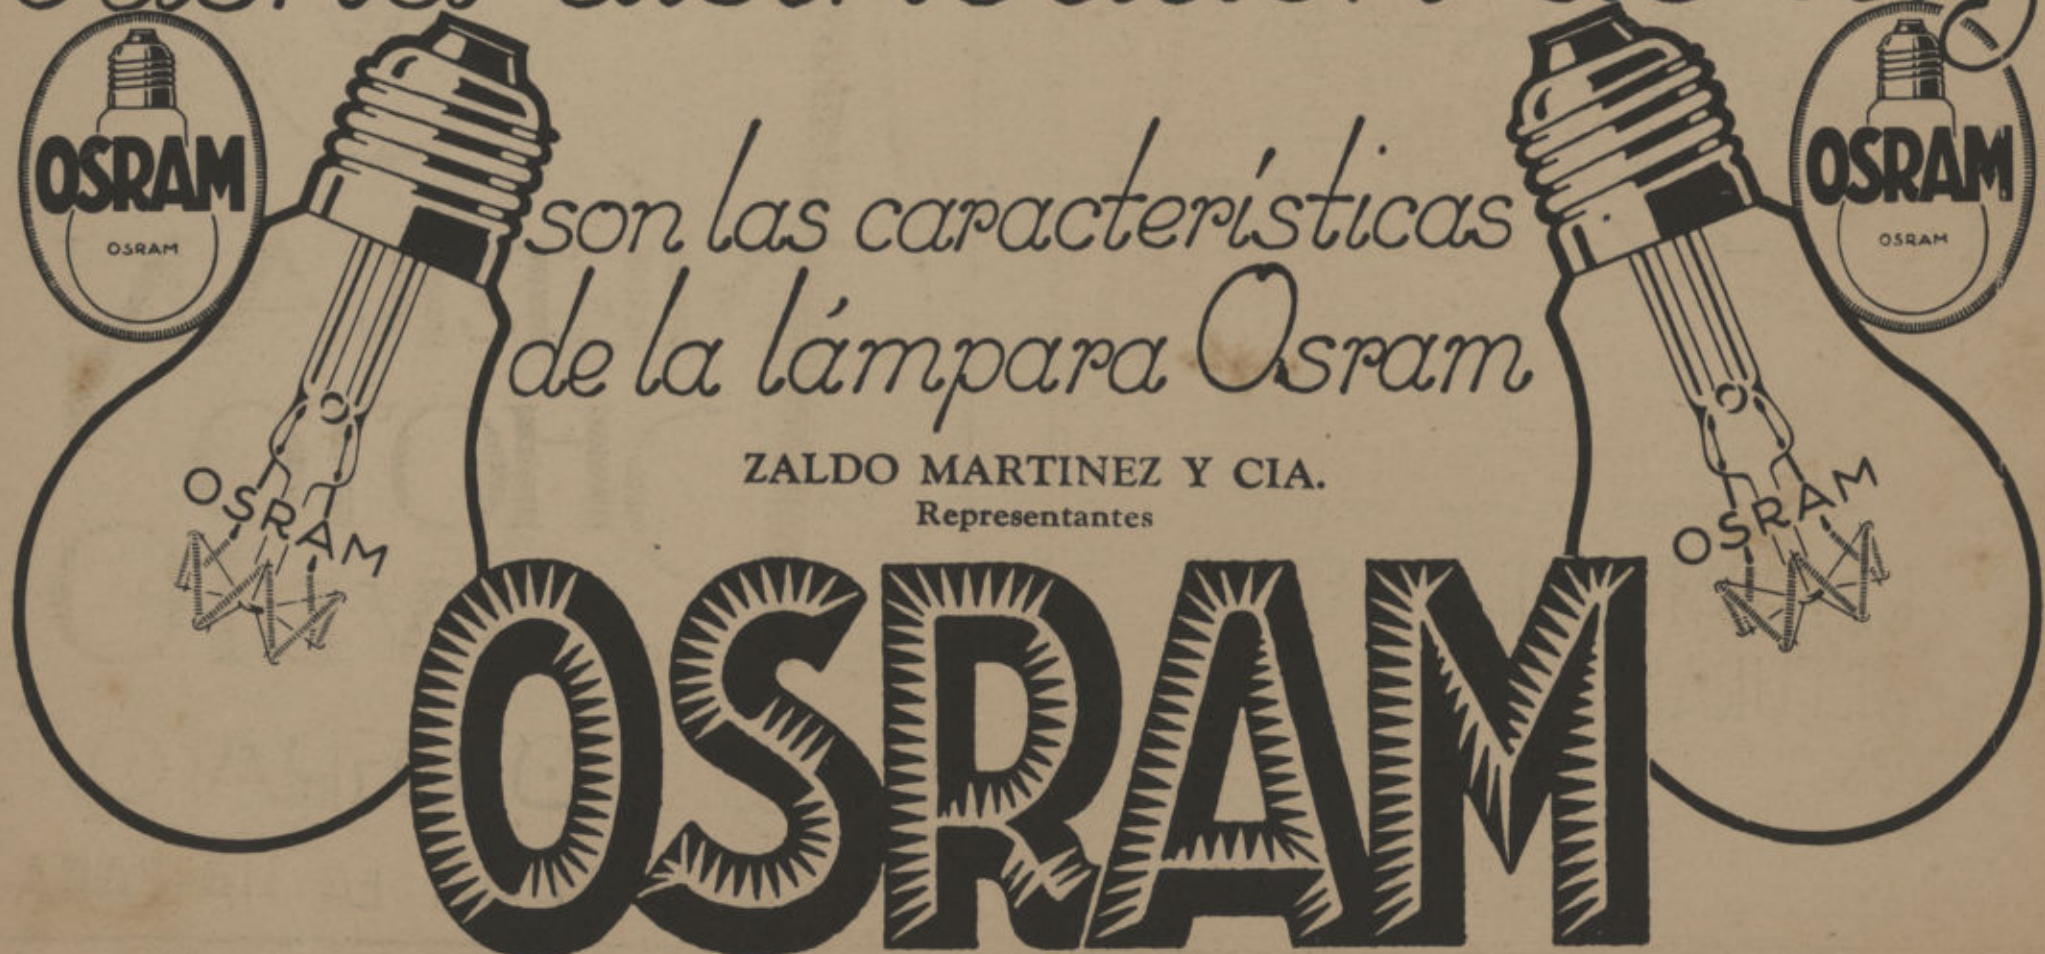 OSRAM
OSRAM
OSRAM
OSRAM
son las características
de la lámpara Osram
ZALDO MARTINEZ Y CIA.
Representantes
OSRAM
OSRAM
OSRAM